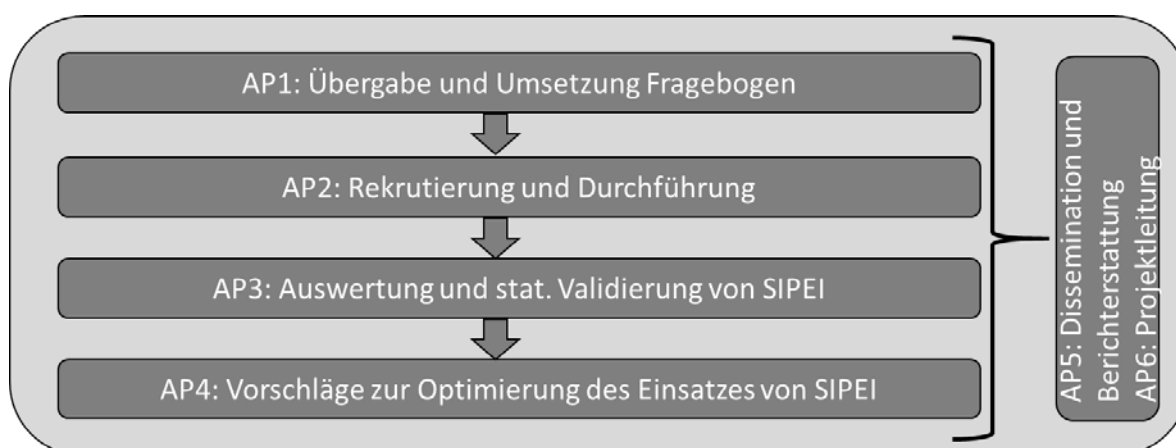 AP1: Übergabe und Umsetzung Fragebogen
AP2: Rekrutierung und Durchführung
AP3: Auswertung und stat. Validierung von SIPEI
AP4: Vorschläge zur Optimierung des Einsatzes von SIPEI
AP5: Dissemination und
Berichterstattung
AP6: Projektleitung